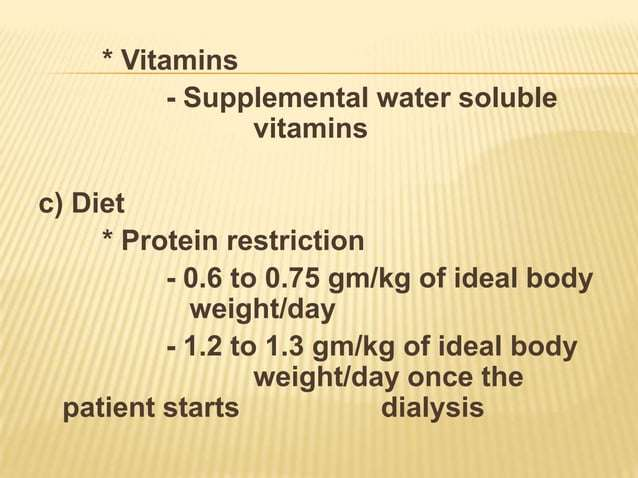 * Vitamins
- Supplemental water soluble
vitamins
c) Diet
* Protein restriction
- 0.6 to 0.75 gm/kg of ideal body
weight/day
- 1.2 to 1.3 gm/kg of ideal body
weight/day once the
patient starts dialysis